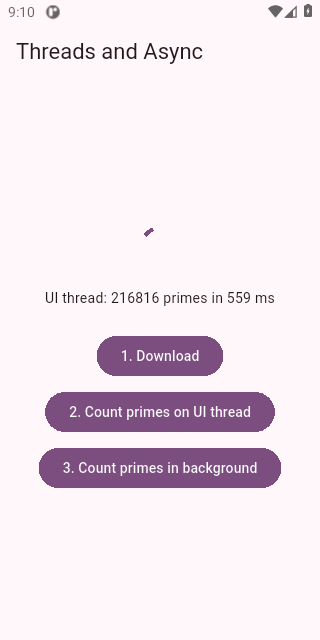 9:10
Threads and Async
UI thread: 216816 primes in 559 ms
1. Download
2. Count primes on UI thread
3. Count primes in background